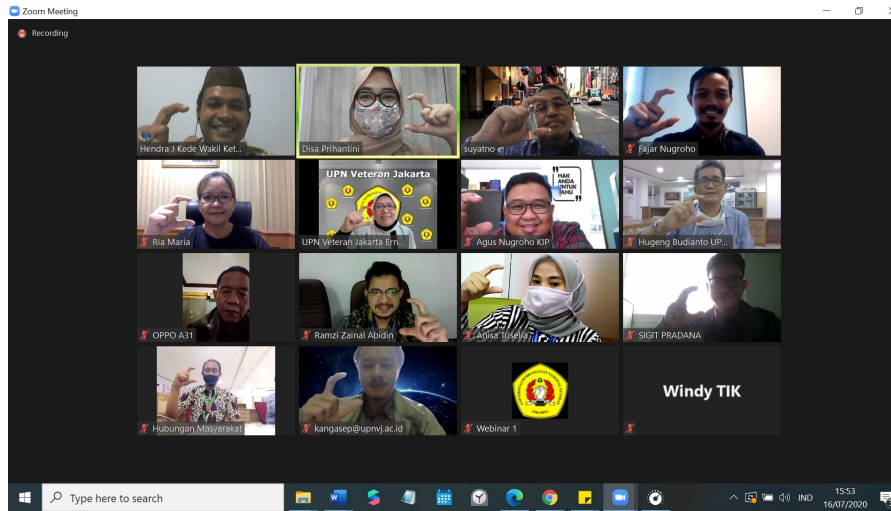 Zoom Meeting
Recording
Hendra J Kede Wakil Ket...
Disa Prihantini
suyatno
Fajar Nugroho
Ria Maria
UPN Veteran Jakarta
UPN Veteran Jakarta Ern...
HAK
ANDA
UNTUK
TAHU
Agus Nugroho KIP
Hugeng Budianto UP...
OPPO A31
Ramzi Zainal Abidin
Anisa Triselia
SIGIT PRADANA
Hubungan Masyarakat
kangasep@upnvj.ac.id
JAKARTA
Webinar 1
Windy TIK
Type here to search
IND
15:53
16/07/2020